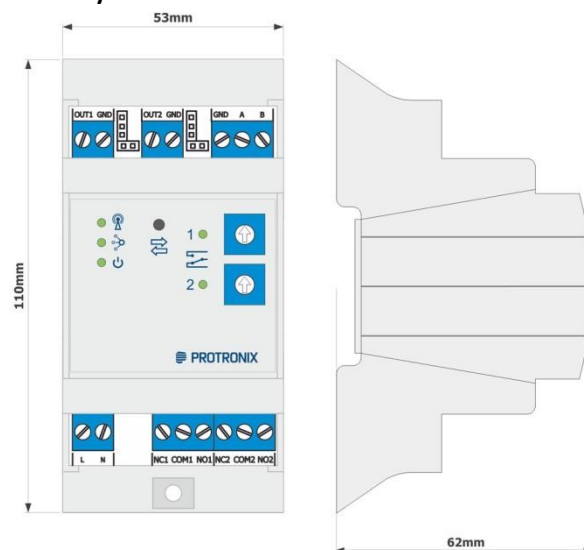 53mm
OUT1 GND OUT2 GND GND A B
110mm
1
2
PROTRONIX
L N NC1 COM1 NO1 NC2 COM2 NO2
62mm